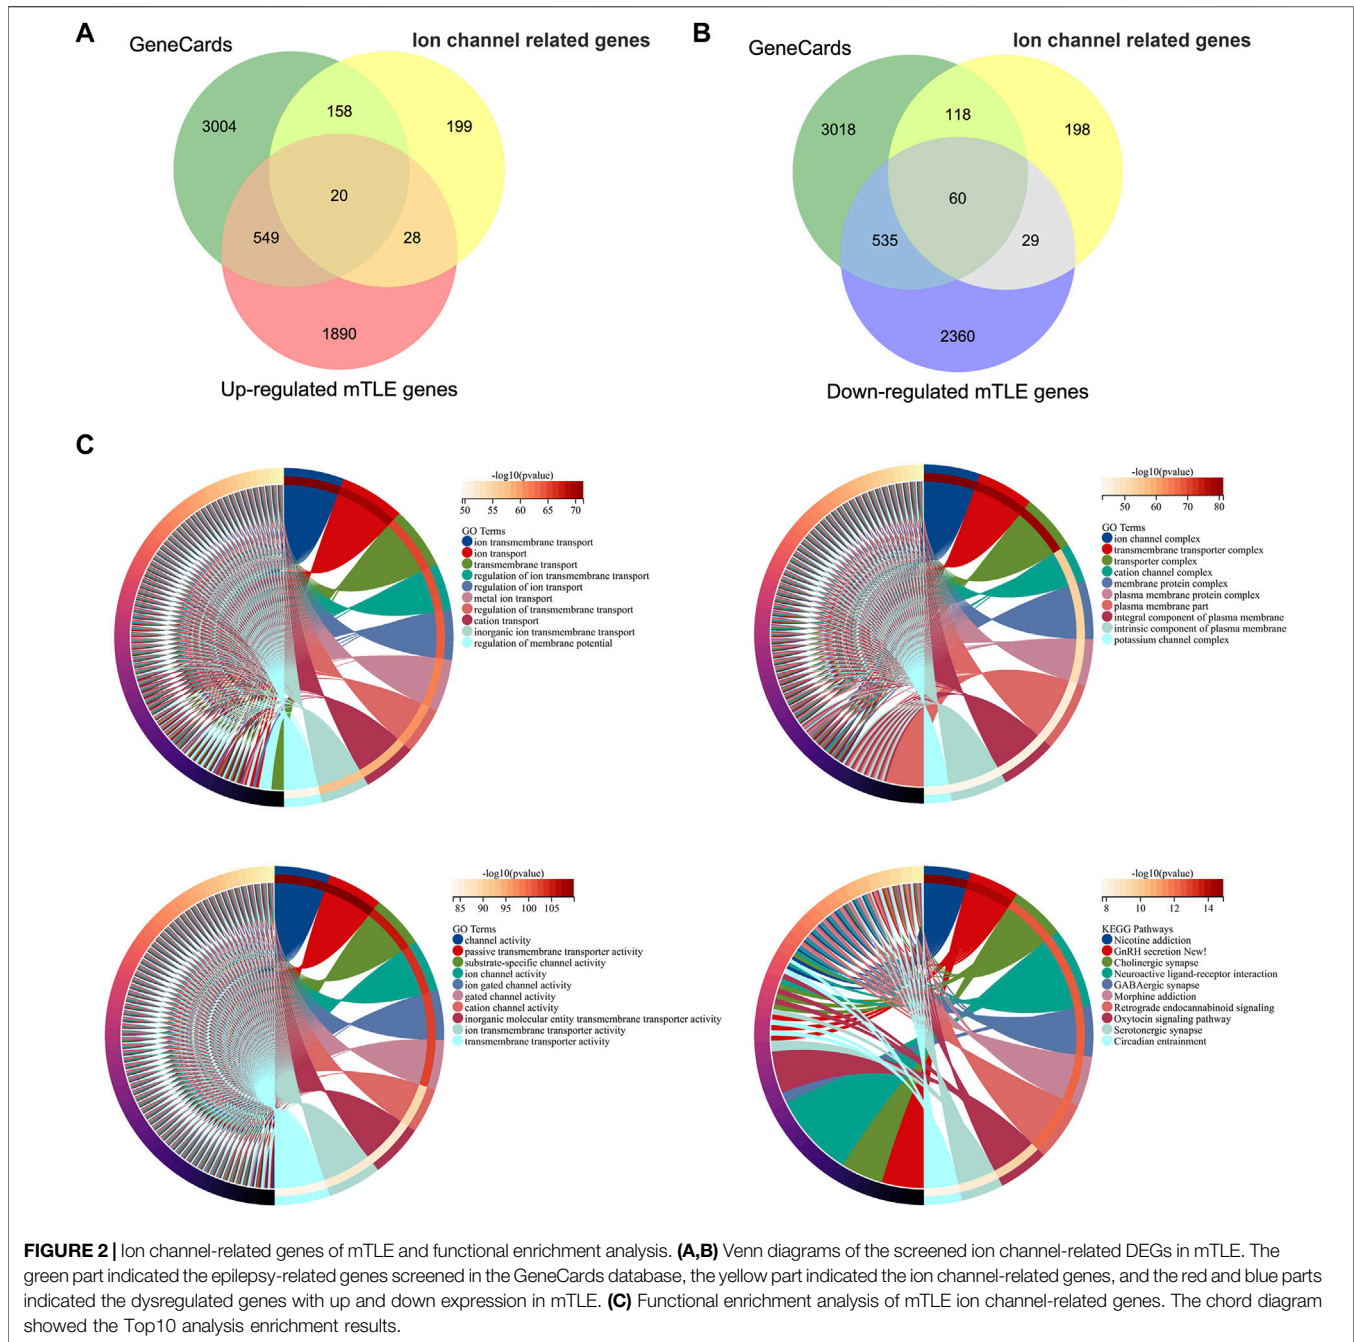 A
GeneCards
Ion channel related genes
3004
158
199
20
549
28
1890
Up-regulated mTLE genes
B
GeneCards
Ion channel related genes
3018
118
198
60
535
29
2360
Down-regulated mTLE genes
C
-log10(pvalue)
50 55 60 65 70
GO Terms
ion transmembrane transport
ion transport
transmembrane transport
regulation of ion transmembrane transport
regulation of ion transport
metal ion transport
regulation of transmembrane transport
cation transport
inorganic ion transmembrane transport
regulation of membrane potential
-log10(pvalue)
50 60 70 80
GO Terms
ion channel complex
transmembrane transporter complex
transporter complex
cation channel complex
membrane protein complex
plasma membrane protein complex
plasma membrane part
integral component of plasma membrane
intrinsic component of plasma membrane
potassium channel complex
-log10(pvalue)
85 90 95 100 105
GO Terms
channel activity
passive transmembrane transporter activity
substrate-specific channel activity
ion channel activity
ion gated channel activity
gated channel activity
cation channel activity
inorganic molecular entity transmembrane transporter activity
ion transmembrane transporter activity
transmembrane transporter activity
-log10(pvalue)
8 10 12 14
KEGG Pathways
Nicotine addiction
GnRH secretion New!
Cholinergic synapse
Neuroactive ligand-receptor interaction
GABAergic synapse
Morphine addiction
Retrograde endocannabinoid signaling
Oxytocin signaling pathway
Serotonergic synapse
Circadian entrainment
FIGURE 2 | Ion channel-related genes of mTLE and functional enrichment analysis. (A,B) Venn diagrams of the screened ion channel-related DEGs in mTLE. The
green part indicated the epilepsy-related genes screened in the GeneCards database, the yellow part indicated the ion channel-related genes, and the red and blue parts
indicated the dysregulated genes with up and down expression in mTLE. (C) Functional enrichment analysis of mTLE ion channel-related genes. The chord diagram
showed the Top10 analysis enrichment results.